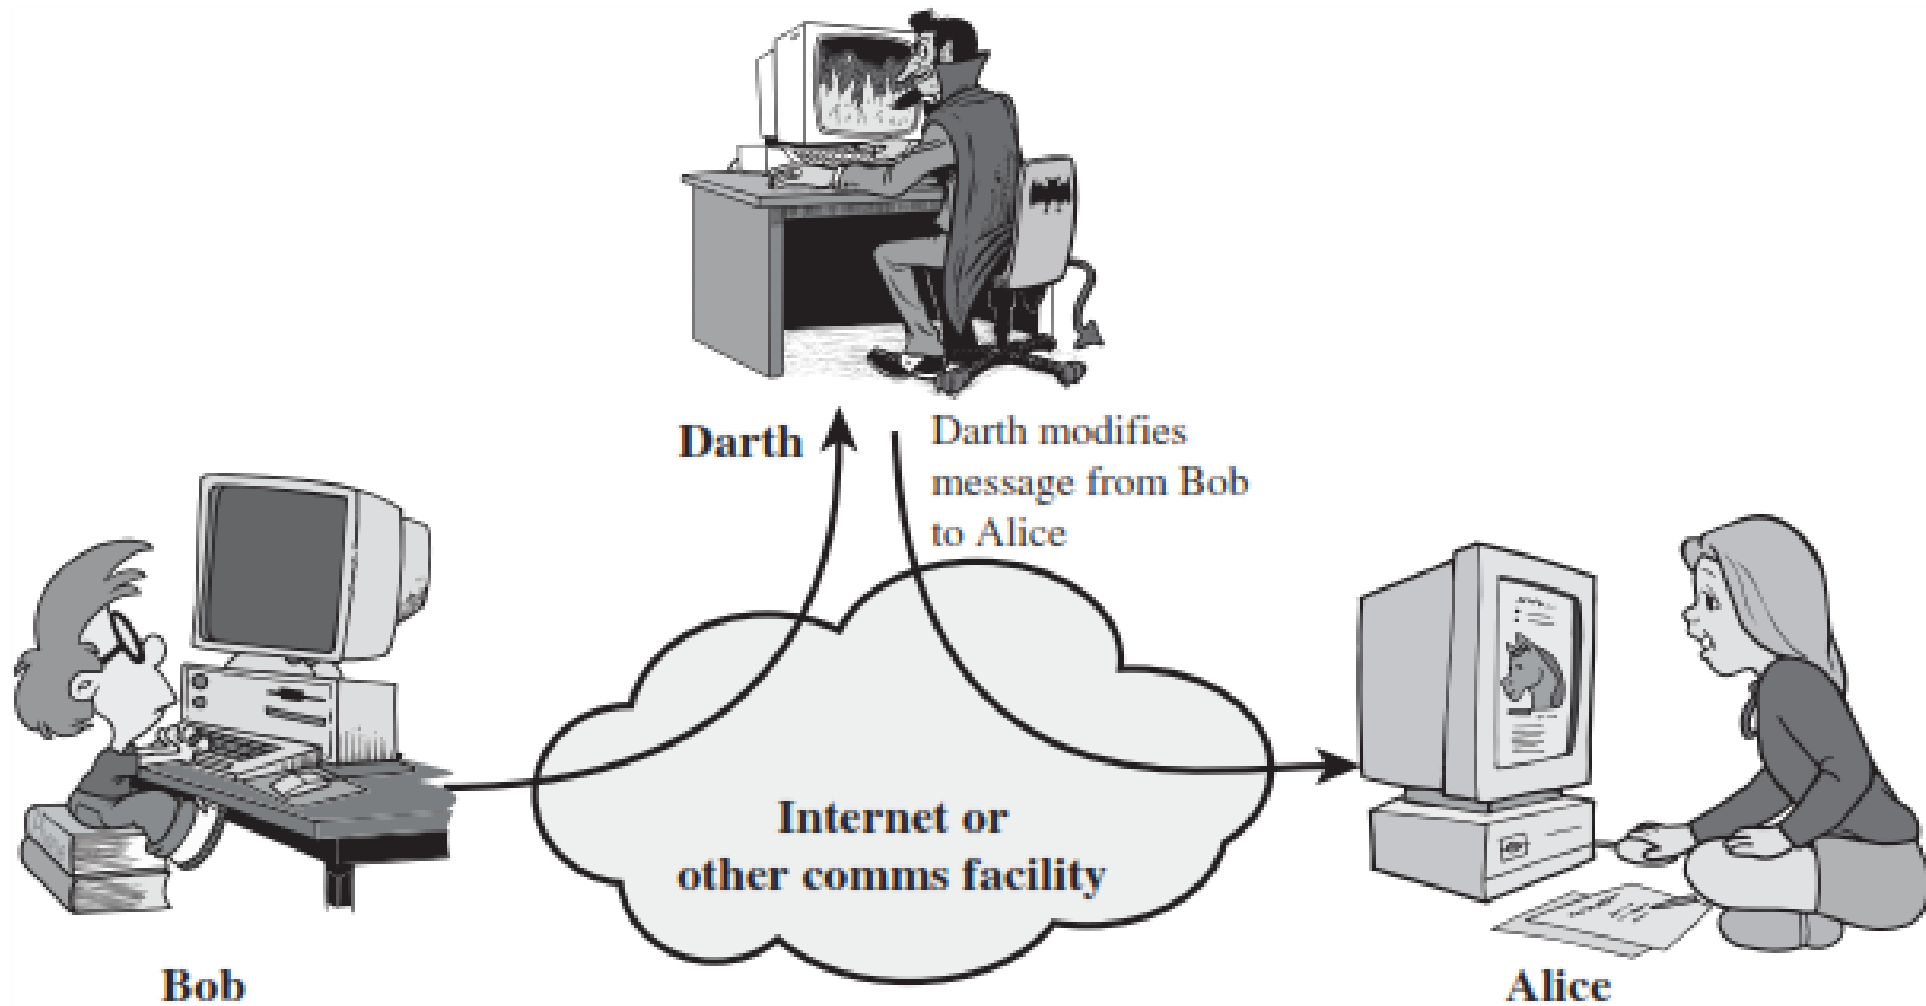 Darth
Darth modifies
message from Bob
to Alice
Internet or
other comms facility
Bob
Alice